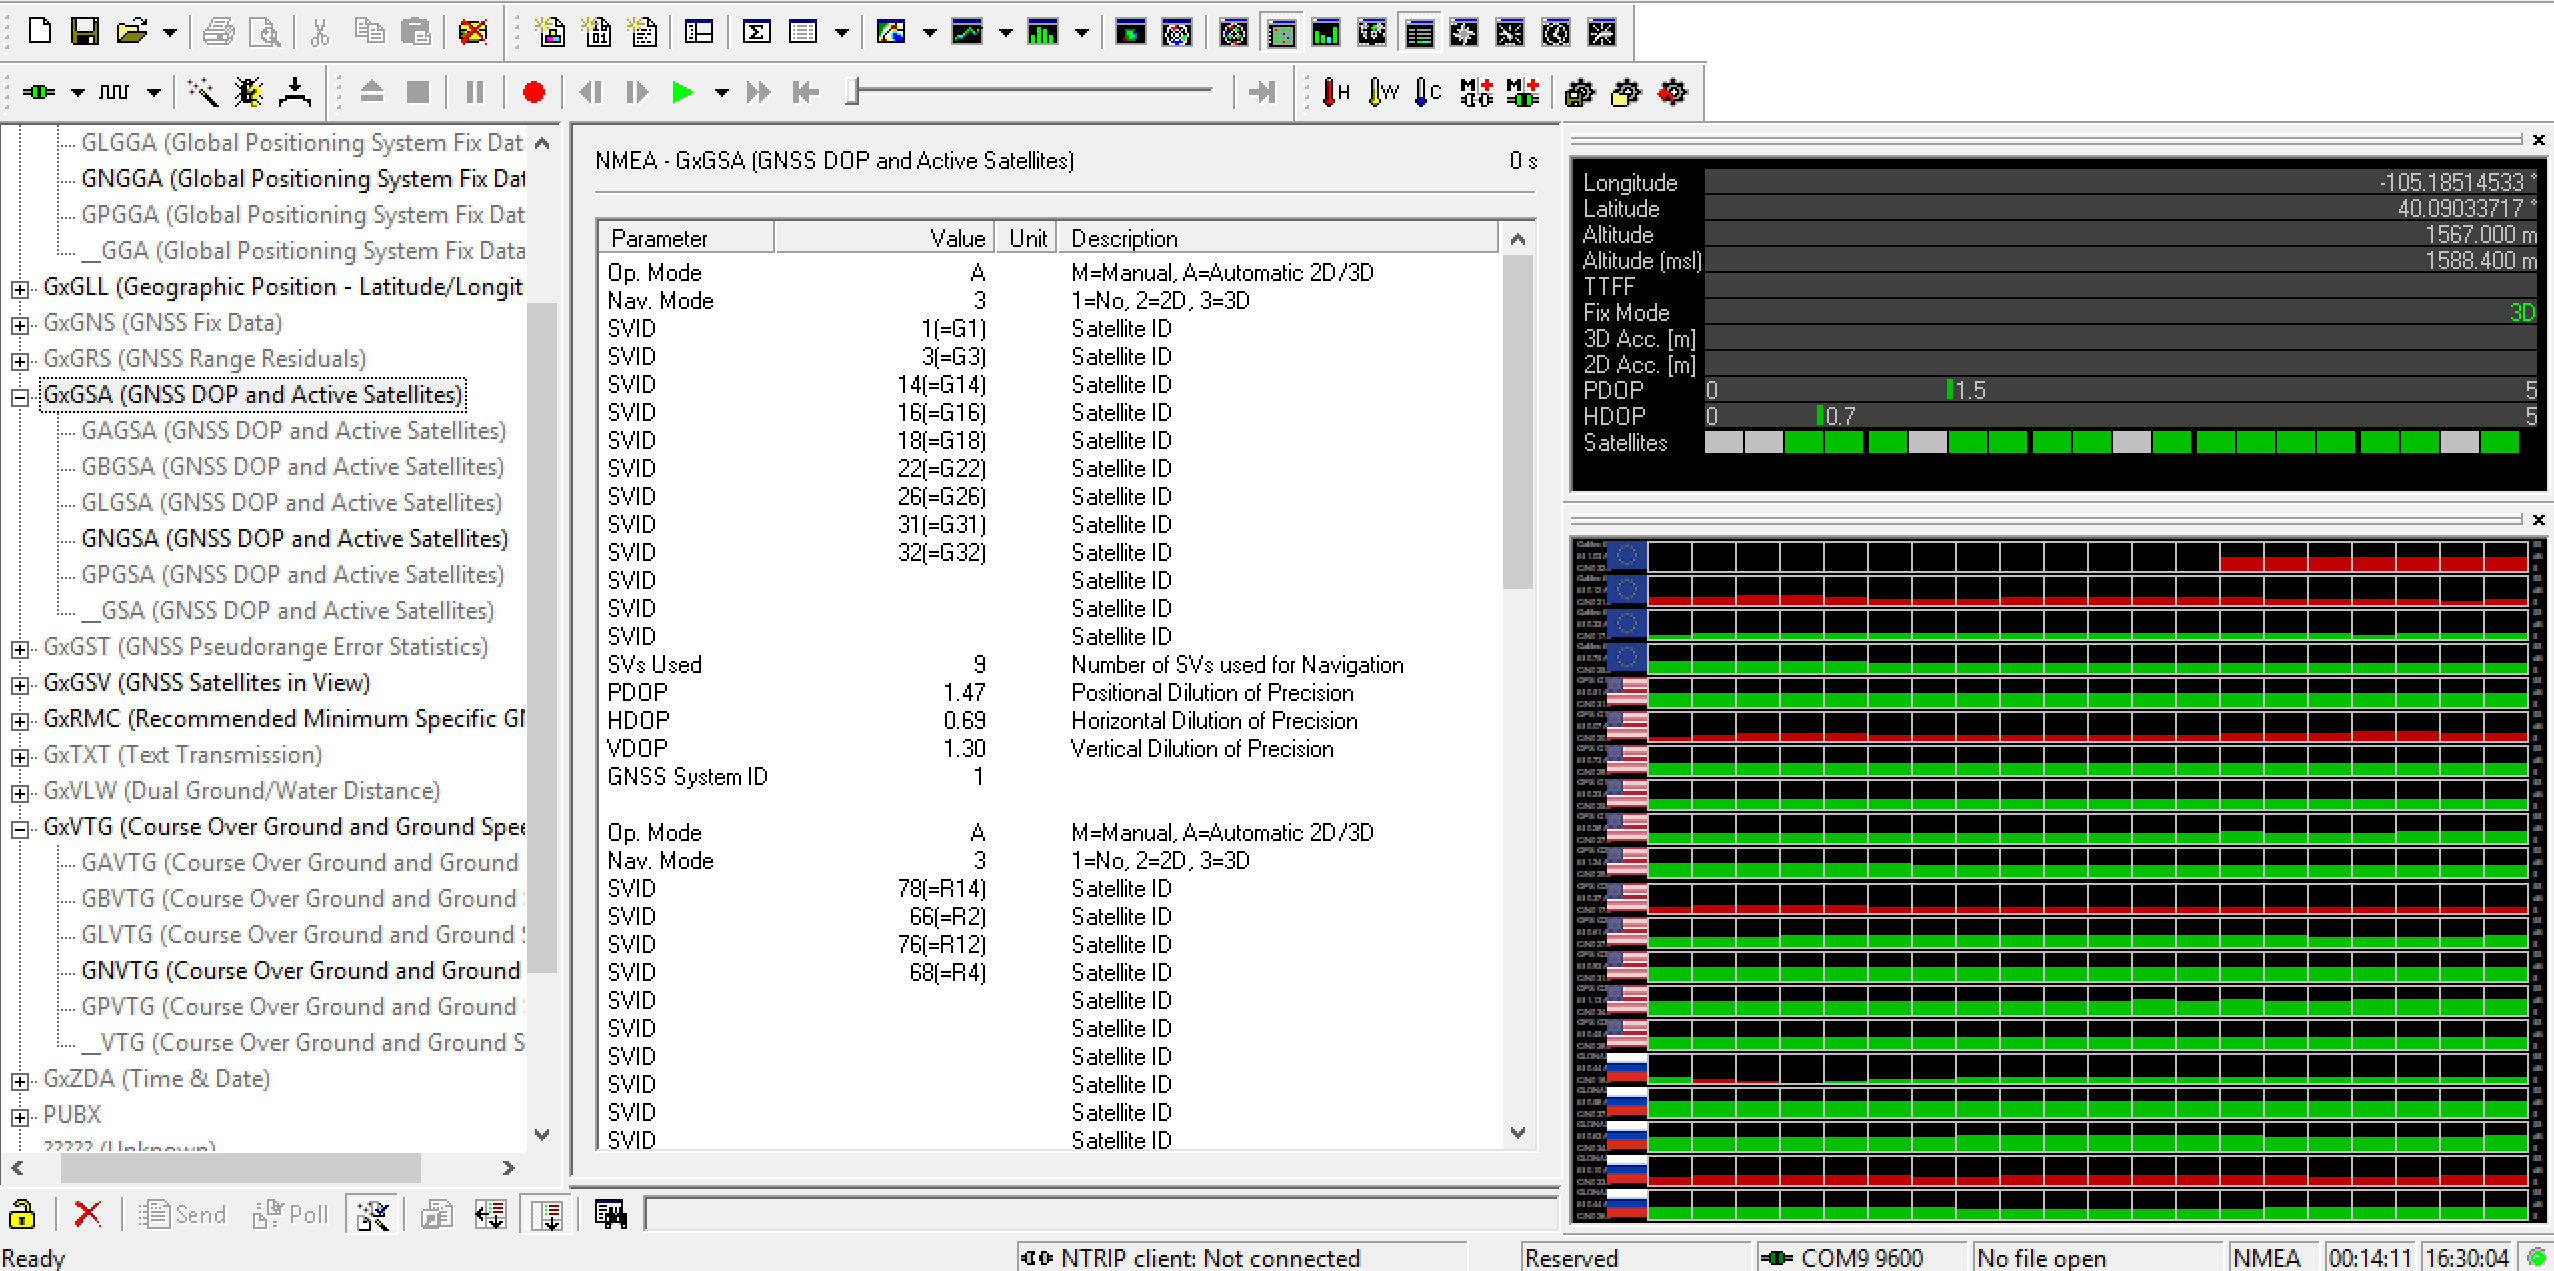 H W C M M
GLGGA (Global Positioning System Fix Dat
GNGGA (Global Positioning System Fix Dat
GPGGA (Global Positioning System Fix Dat
__GGA (Global Positioning System Fix Data
GxGLL (Geographic Position - Latitude/Longit
GxGNS (GNSS Fix Data)
GxGRS (GNSS Range Residuals)
GxGSA (GNSS DOP and Active Satellites)
GAGSA (GNSS DOP and Active Satellites)
GBGSA (GNSS DOP and Active Satellites)
GLGSA (GNSS DOP and Active Satellites)
GNGSA (GNSS DOP and Active Satellites)
GPGSA (GNSS DOP and Active Satellites)
__GSA (GNSS DOP and Active Satellites)
GxGST (GNSS Pseudorange Error Statistics)
GxGSV (GNSS Satellites in View)
GxRMC (Recommended Minimum Specific GN
GxTXT (Text Transmission)
GxVLW (Dual Ground/Water Distance)
GxVTG (Course Over Ground and Ground Spee
GAVTG (Course Over Ground and Ground
GBVTG (Course Over Ground and Ground
GLVTG (Course Over Ground and Ground S
GNVTG (Course Over Ground and Ground
GPVTG (Course Over Ground and Ground
__VTG (Course Over Ground and Ground S
GxZDA (Time & Date)
PUBX
????? (Unknown)
NMEA - GxGSA (GNSS DOP and Active Satellites) 0 s
Parameter Value Unit Description
Op. Mode A M=Manual, A=Automatic 2D/3D
Nav. Mode 3 1=No, 2=2D, 3=3D
SVID 1(=G1) Satellite ID
SVID 3(=G3) Satellite ID
SVID 14(=G14) Satellite ID
SVID 16(=G16) Satellite ID
SVID 18(=G18) Satellite ID
SVID 22(=G22) Satellite ID
SVID 26(=G26) Satellite ID
SVID 31(=G31) Satellite ID
SVID 32(=G32) Satellite ID
SVID Satellite ID
SVID Satellite ID
SVID Satellite ID
SVs Used 9 Number of SVs used for Navigation
PDOP 1.47 Positional Dilution of Precision
HDOP 0.69 Horizontal Dilution of Precision
VDOP 1.30 Vertical Dilution of Precision
GNSS System ID 1
Op. Mode A M=Manual, A=Automatic 2D/3D
Nav. Mode 3 1=No, 2=2D, 3=3D
SVID 78(=R14) Satellite ID
SVID 66(=R2) Satellite ID
SVID 76(=R12) Satellite ID
SVID 68(=R4) Satellite ID
SVID Satellite ID
SVID Satellite ID
SVID Satellite ID
SVID Satellite ID
SVID Satellite ID
SVID Satellite ID
Longitude -105.18514533 °
Latitude 40.09033717 °
Altitude 1567.000 m
Altitude (msl) 1588.400 m
TTFF
Fix Mode 3D
3D Acc. [m]
2D Acc. [m]
PDOP 0 1.5 5
HDOP 0 0.7 5
Satellites
Send Poll
Ready NTRIP client: Not connected Reserved COM9 9600 No file open NMEA 00:14:11 16:30:04